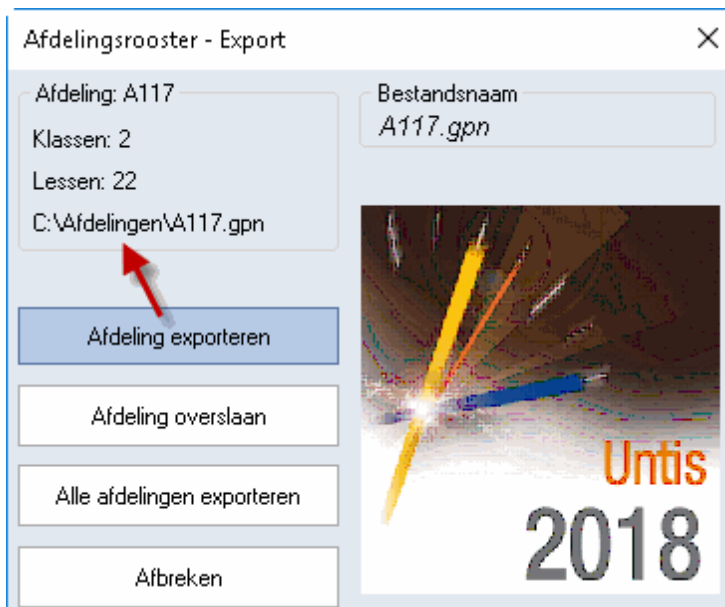 Afdelingsrooster - Export
Afdeling: A117
Klassen: 2
Lessen: 22
C:\Afdelingen\A117.gpn
Bestandsnaam
A117.gpn
Afdeling exporteren
Afdeling overslaan
Alle afdelingen exporteren
Afbreken
Untis
2018